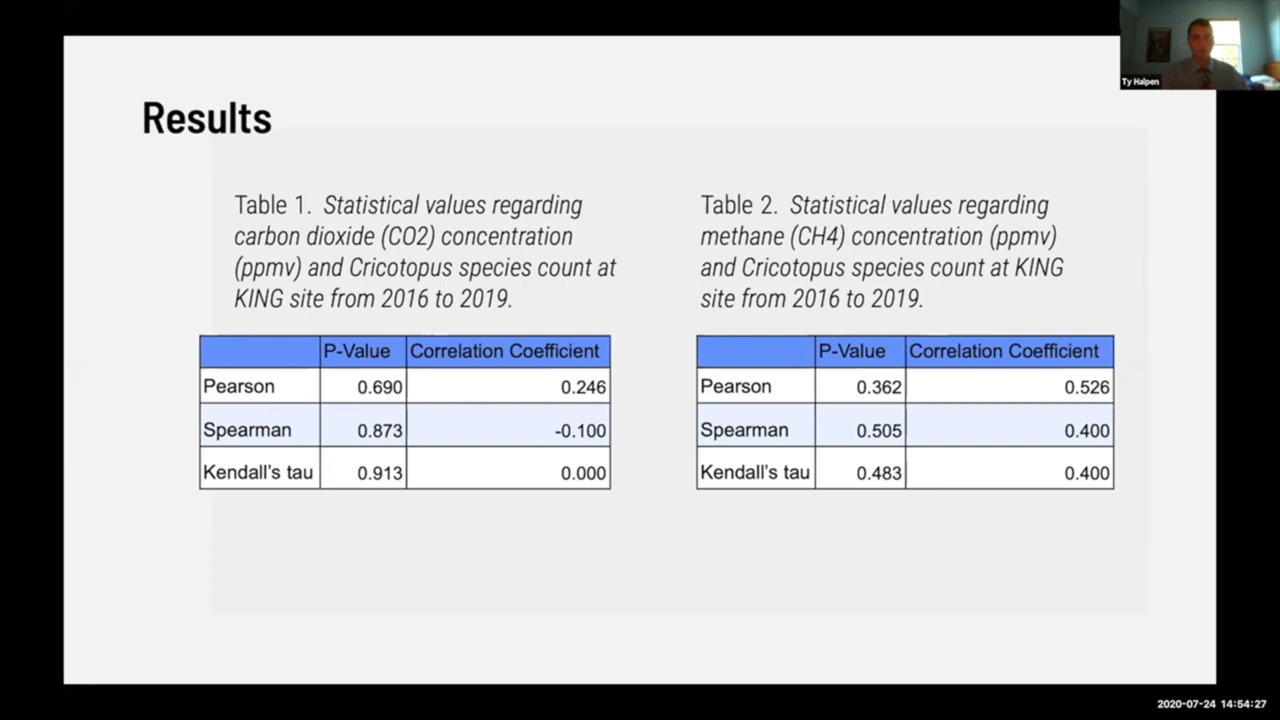 Ty Halpen
Results
Table 1. Statistical values regarding
carbon dioxide (CO2) concentration
(ppmv) and Cricotopus species count at
KING site from 2016 to 2019.
P-Value Correlation Coefficient
Pearson 0.690 0.246
Spearman 0.873 -0.100
Kendall's tau 0.913 0.000
Table 2. Statistical values regarding
methane (CH4) concentration (ppmv)
and Cricotopus species count at KING
site from 2016 to 2019.
P-Value Correlation Coefficient
Pearson 0.362 0.526
Spearman 0.505 0.400
Kendall's tau 0.483 0.400
2020-07-24 14:54:27